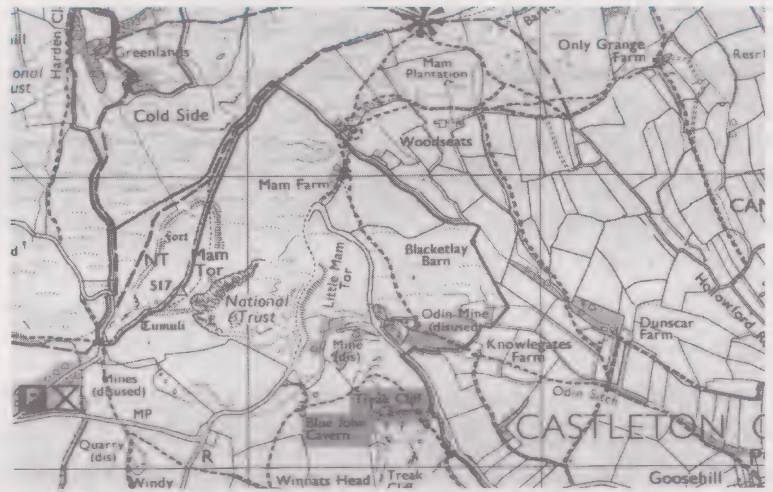 Harden Cl.
Greenlands
Cold Side
Mam
Plantation
Only Grange
Farm
Woodseats
Mam Farm
fort
NT
Mam
Tor
517
Tumuli
National
Trust
Little Mam
Tor
Blacketlay
Barn
Odin Mine
(disused)
Mine
(dis)
Knowlegates
Farm
Dunscar
Farm
Hollowford
Odin Sitch
Mines
(disused)
P
MP
Treak Cliff
Cavern
Blue John
Cavern
CASTLETON
Quarry
(dis)
R
Windy
Winnats Head
Treak
Cliff
Goosehill